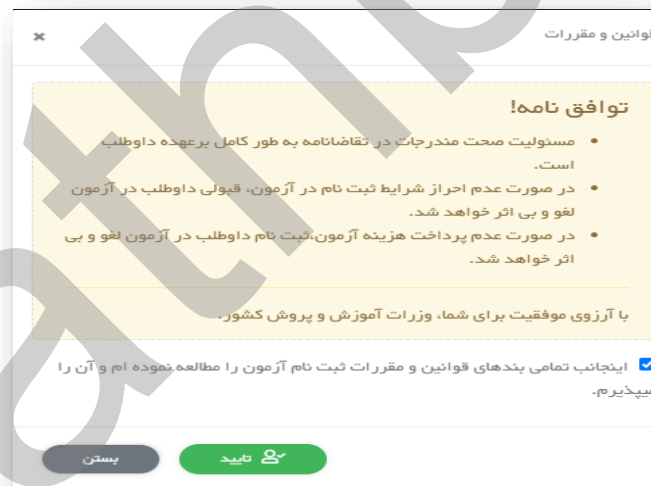 قوانین و مقررات
توافق نامه!
مسئولیت صحت مندرجات در تقاضانامه به طور کامل برعهده داوطلب
است.
در صورت عدم احراز شرایط ثبت نام در آزمون، قبولی داوطلب در آزمون
لغو و بی اثر خواهد شد.
در صورت عدم پرداخت هزینه آزمون،ثبت نام داوطلب در آزمون لغو و بی
اثر خواهد شد.
با آرزوی موفقیت برای شما، وزرات آموزش و پروش کشور.
اینجانب تمامی بندهای قوانین و مقررات ثبت نام آزمون را مطالعه نموده ام و آن را
میپذیرم.
تایید
بستن